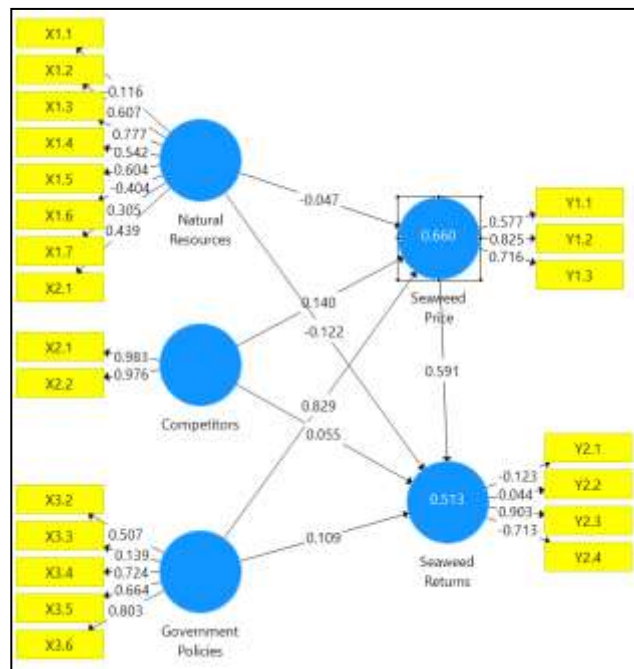 X1.1
X1.2
X1.3
X1.4
X1.5
X1.6
X1.7
X2.1
0.116
0.607
0.777
0.542
0.604
-0.404
0.305
0.439
Natural
Resources
-0.047
0.660
Seaweed
Price
0.577
0.825
0.716
Y1.1
Y1.2
Y1.3
X2.1
X2.2
0.983
0.976
Competitors
0.140
-0.122
0.829
0.055
0.591
X3.2
X3.3
X3.4
X3.5
X3.6
0.507
0.139
0.724
0.664
0.803
Government
Policies
0.109
0.513
Seaweed
Returns
-0.123
-0.044
0.903
-0.713
Y2.1
Y2.2
Y2.3
Y2.4